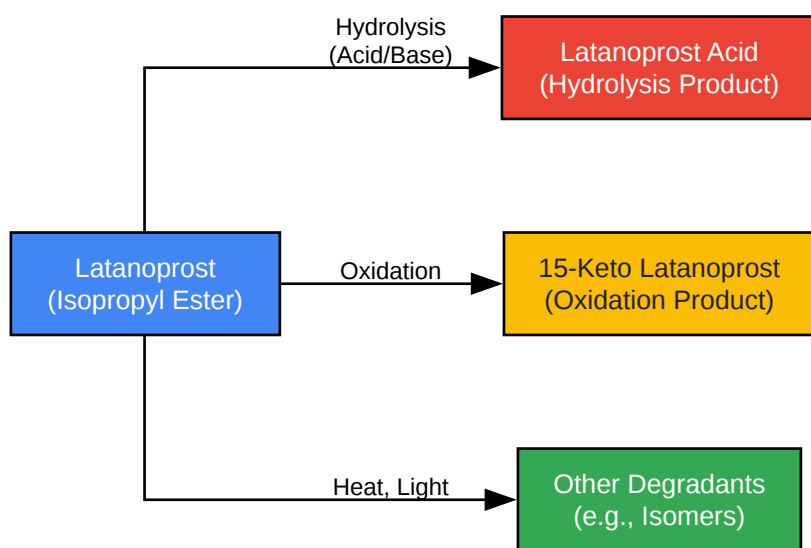 Hydrolysis
(Acid/Base)
Latanoprost Acid
(Hydrolysis Product)
Latanoprost
(Isopropyl Ester)
Oxidation
15-Keto Latanoprost
(Oxidation Product)
Heat, Light
Other Degradants
(e.g., Isomers)